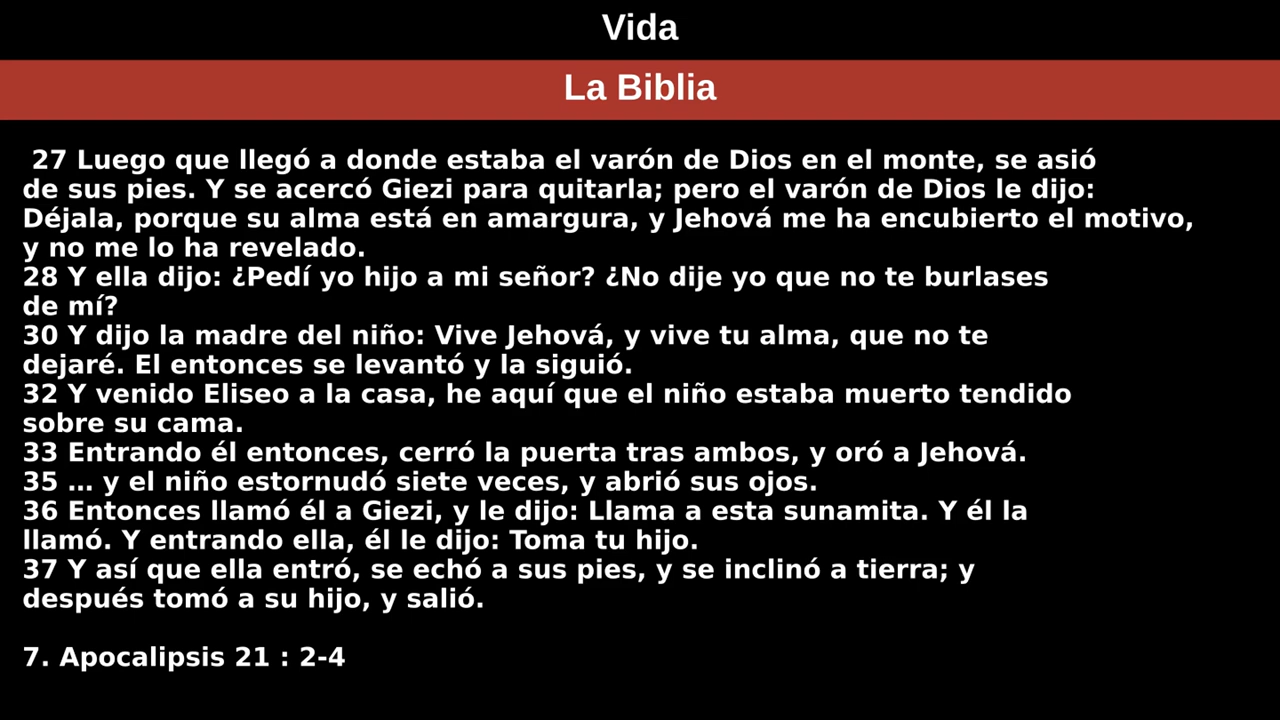 Vida
La Biblia
27 Luego que llegó a donde estaba el varón de Dios en el monte, se asió
de sus pies. Y se acercó Giezi para quitarla; pero el varón de Dios le dijo:
Déjala, porque su alma está en amargura, y Jehová me ha encubierto el motivo,
y no me lo ha revelado.
28 Y ella dijo: ¿Pedí yo hijo a mi señor? ¿No dije yo que no te burlases
de mí?
30 Y dijo la madre del niño: Vive Jehová, y vive tu alma, que no te
dejaré. El entonces se levantó y la siguió.
32 Y venido Eliseo a la casa, he aquí que el niño estaba muerto tendido
sobre su cama.
33 Entrando él entonces, cerró la puerta tras ambos, y oró a Jehová.
35 … y el niño estornudó siete veces, y abrió sus ojos.
36 Entonces llamó él a Giezi, y le dijo: Llama a esta sunamita. Y él la
llamó. Y entrando ella, él le dijo: Toma tu hijo.
37 Y así que ella entró, se echó a sus pies, y se inclinó a tierra; y
después tomó a su hijo, y salió.
7. Apocalipsis 21 : 2-4